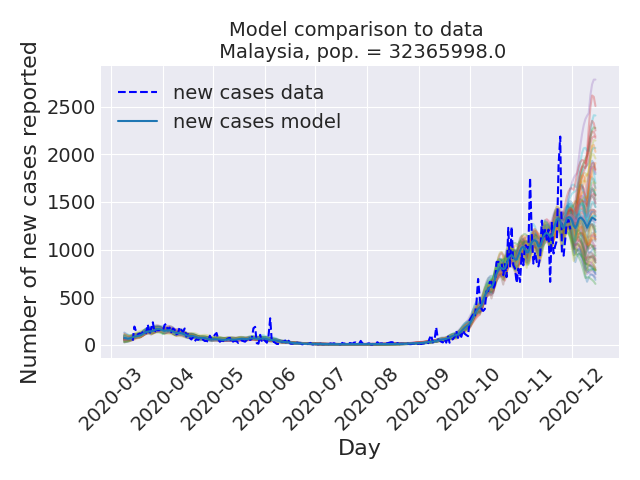 Model comparison to data
Malaysia, pop. = 32365998.0
Number of new cases reported
new cases data
new cases model
2500
2000
1500
1000
500
0
2020-03
2020-04
2020-05
2020-06
2020-07
2020-08
2020-09
2020-10
2020-11
2020-12
Day